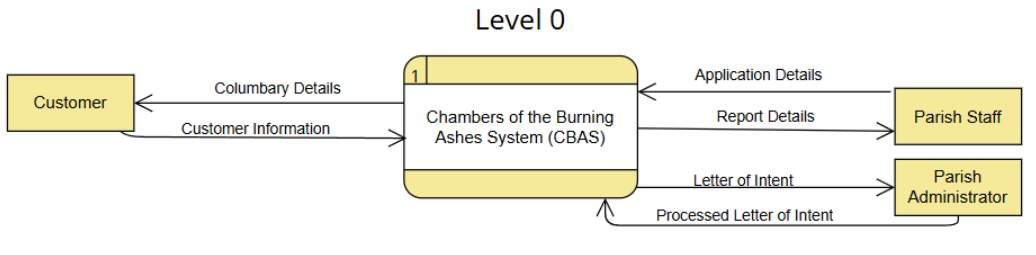 Level 0
Customer
Columbary Details
Customer Information
1
Chambers of the Burning
Ashes System (CBAS)
Application Details
Report Details
Parish Staff
Letter of Intent
Parish
Administrator
Processed Letter of Intent